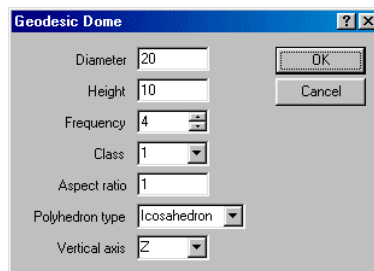 Geodesic Dome ? ×
Diameter 20 OK
Height 10 Cancel
Frequency 4
Class 1
Aspect ratio 1
Polyhedron type Icosahedron
Vertical axis Z